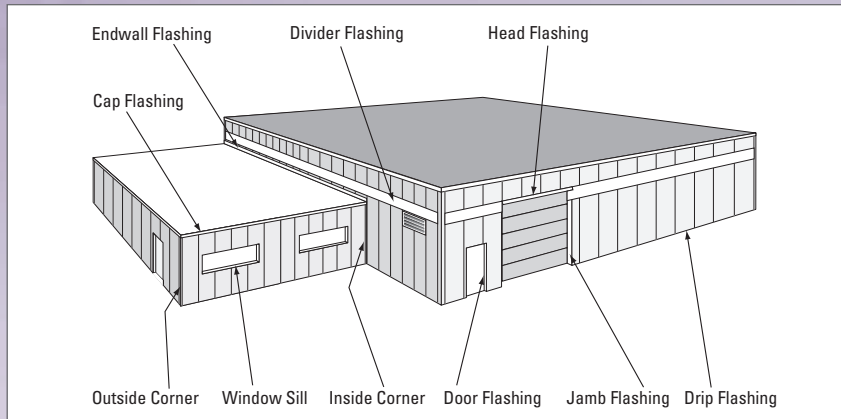 Endwall Flashing
Divider Flashing
Head Flashing
Cap Flashing
Outside Corner
Window Sill
Inside Corner
Door Flashing
Jamb Flashing
Drip Flashing